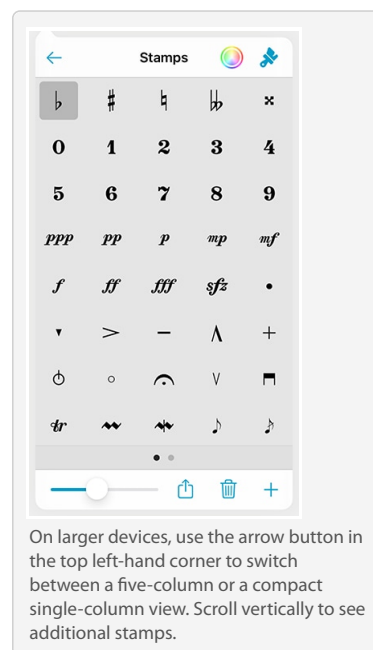 Stamps
♭ ♯ ♮ 𝄫 𝄪
0 1 2 3 4
5 6 7 8 9
ppp pp p mp mf
f ff fff sfz
tr
On larger devices, use the arrow button in
the top left-hand corner to switch
between a five-column or a compact
single-column view. Scroll vertically to see
additional stamps.